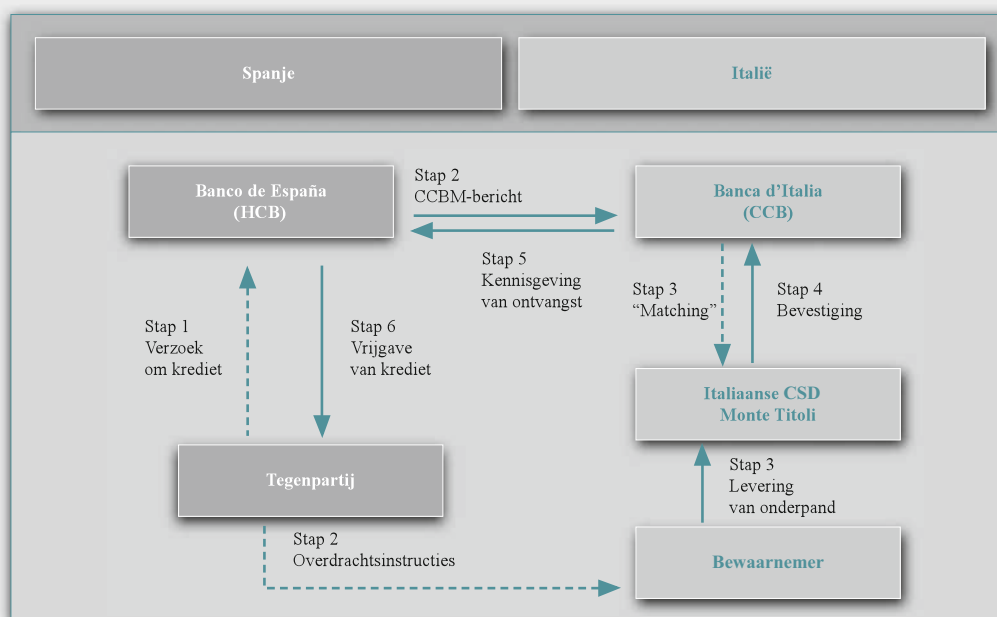 Spanje
Italië
Banco de España
(HCB)
Stap 2
CCBM-bericht
Banca d’Italia
(CCB)
Stap 5
Kennisgeving
van ontvangst
Stap 1
Verzoek
om krediet
Stap 6
Vrijgave
van krediet
Stap 3
“Matching”
Stap 4
Bevestiging
Italiaanse CSD
Monte Titoli
Tegenpartij
Stap 3
Levering
van onderpand
Stap 2
Overdrachtsinstructies
Bewaarnemer